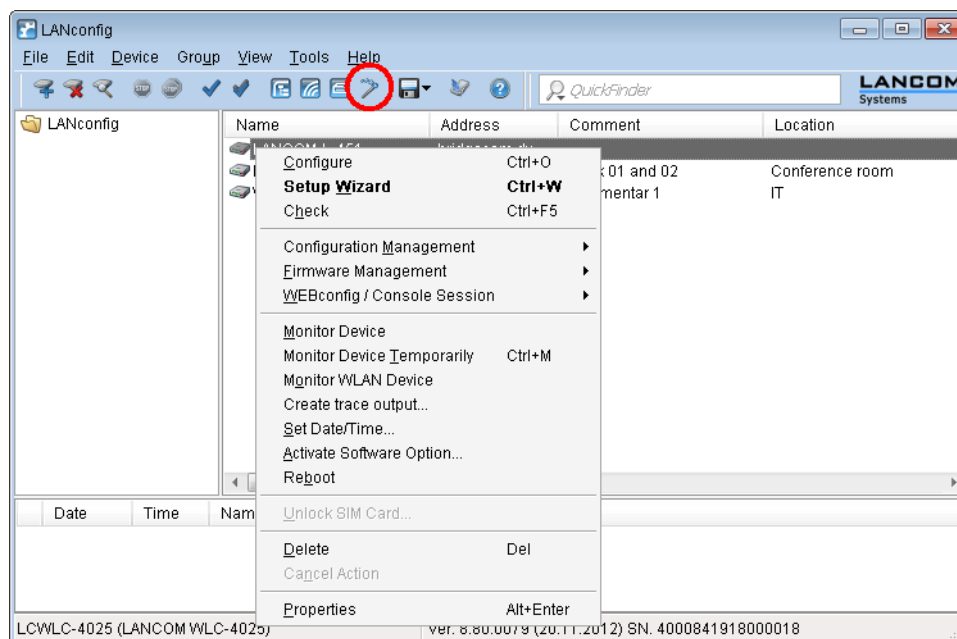 LANconfig
File Edit Device Group View Tools Help
QuickFinder
LANCOM
Systems
LANconfig
Name Address Comment Location
01 and 02 Conference room
mentar 1 IT
Configure Ctrl+O
Setup Wizard Ctrl+W
Check Ctrl+F5
Configuration Management
Firmware Management
WEBconfig / Console Session
Monitor Device
Monitor Device Temporarily Ctrl+M
Monitor WLAN Device
Create trace output...
Set Date/Time...
Activate Software Option...
Reboot
Date Time Nam
Unlock SIM Card...
Delete Del
Cancel Action
Properties Alt+Enter
LCWLC-4025 (LANCOM WLC-4025) Ver. 8.80.0079 (20.11.2012) SN. 4000841918000018